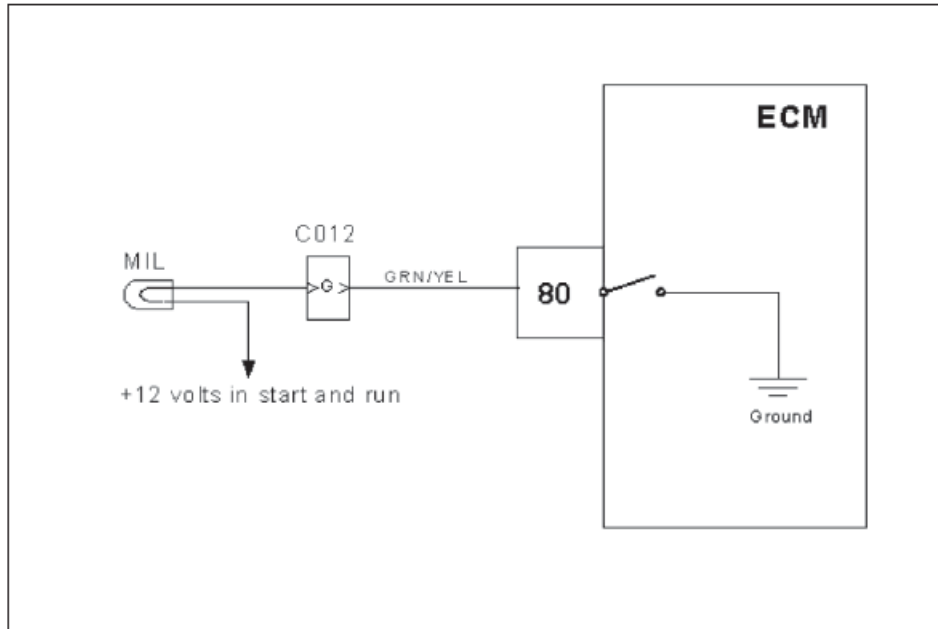 ECM
C012
MIL
G
GRN/YEL
80
+12 volts in start and run
Ground